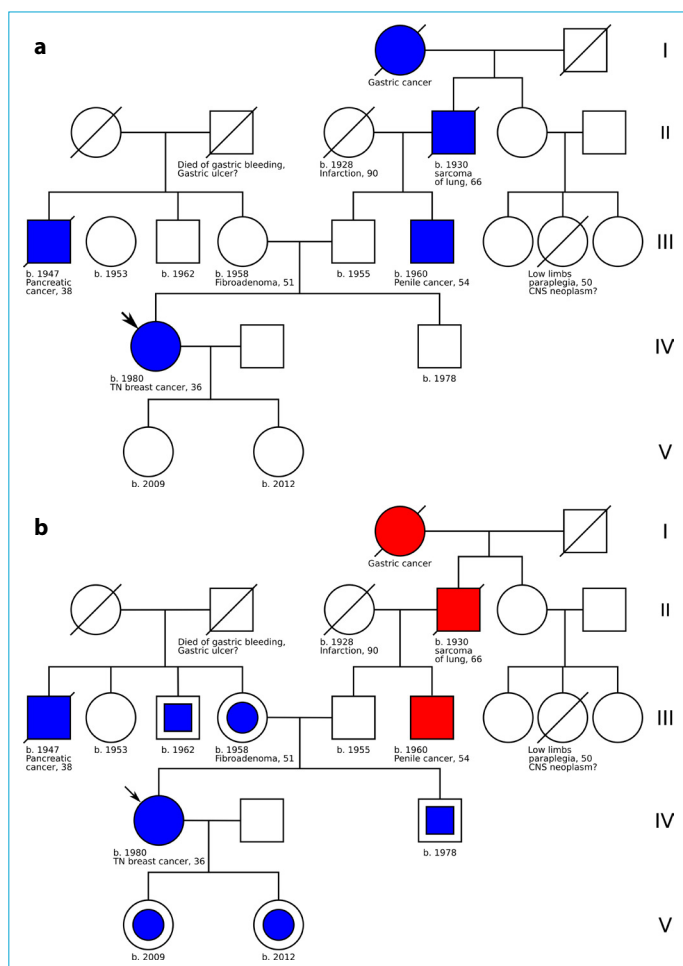 a
I
Gastric cancer
II
Died of gastric bleeding,
Gastric ulcer?
b. 1928
Infarction, 90
b. 1930
sarcoma
of lung, 66
III
b. 1947
Pancreatic
cancer, 38
b. 1953
b. 1962
b. 1958
Fibroadenoma, 51
b. 1955
b. 1960
Penile cancer, 54
Low limbs
paraplegia, 50
CNS neoplasm?
IV
b. 1980
TN breast cancer, 36
b. 1978
V
b. 2009
b. 2012
b
I
Gastric cancer
II
Died of gastric bleeding,
Gastric ulcer?
b. 1928
Infarction, 90
b. 1930
sarcoma
of lung, 66
III
b. 1947
Pancreatic
cancer, 38
b. 1953
b. 1962
b. 1958
Fibroadenoma, 51
b. 1955
b. 1960
Penile cancer, 54
Low limbs
paraplegia, 50
CNS neoplasm?
IV
b. 1980
TN breast cancer, 36
b. 1978
V
b. 2009
b. 2012